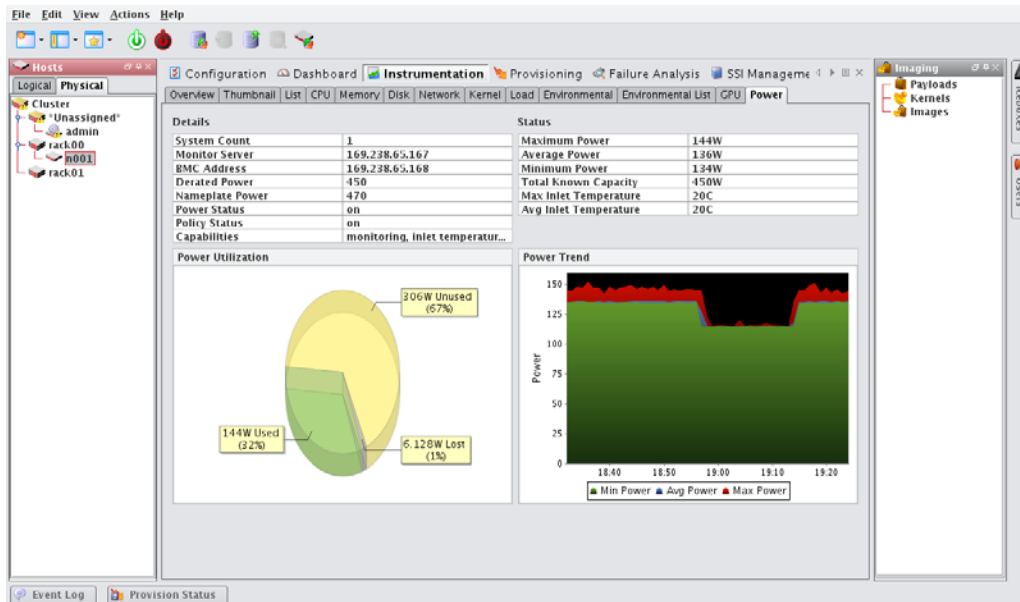 File Edit View Actions Help
Hosts
Logical Physical
Cluster
*Unassigned*
admin
rack00
n001
rack01
Configuration Dashboard Instrumentation Provisioning Failure Analysis SSI Manageme
Overview Thumbnail List CPU Memory Disk Network Kernel Load Environmental Environmental List GPU Power
Details
System Count 1
Monitor Server 169.238.65.167
BMC Address 169.238.65.168
Derated Power 450
Nameplate Power 470
Power Status on
Policy Status on
Capabilities monitoring, inlet temperatur...
Status
Maximum Power 144W
Average Power 136W
Minimum Power 134W
Total Known Capacity 450W
Max Inlet Temperature 20C
Avg Inlet Temperature 20C
Power Utilization
306W Unused
(67%)
144W Used
(32%)
6.128W Lost
(1%)
Power Trend
Power
150
125
100
75
50
25
0
18:40 18:50 19:00 19:10 19:20
Min Power Avg Power Max Power
Imaging
Payloads
Kernels
Images
Users
Event Log Provision Status